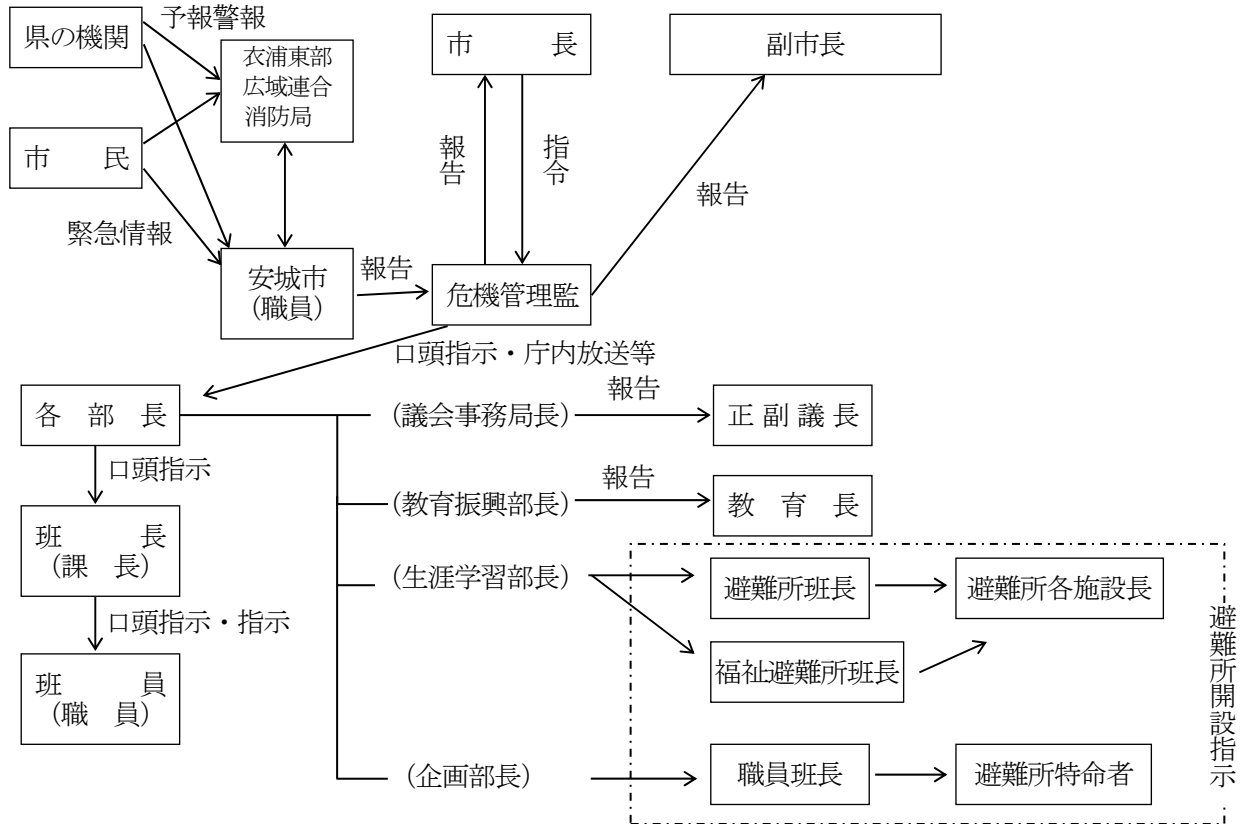 県の機関
予報警報
衣浦東部
広域連合
消防局
市　　長
副市長
市　　民
緊急情報
報告
指令
報告
安城市
(職員)
報告
危機管理監
口頭指示・庁内放送等
各　部　長
(議会事務局長)
報告
正 副 議 長
口頭指示
(教育振興部長)
報告
教　育　長
班　　　長
(課　長)
(生涯学習部長)
避難所班長
避難所各施設長
口頭指示・指示
福祉避難所班長
班　　　員
(職　員)
(企画部長)
職員班長
避難所特命者
避難所開設指示